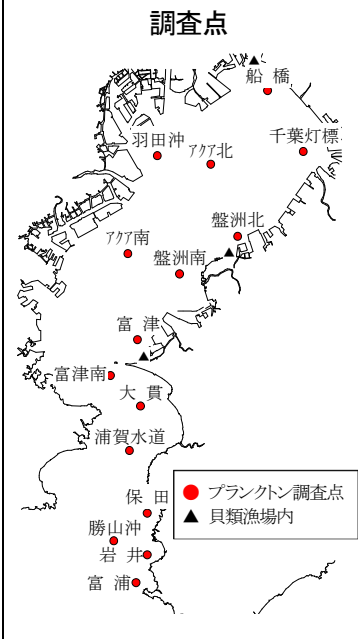 調査点
船 橋
千葉灯標
羽田沖
アクア北
盤洲北
アクア南
盤洲南
富 津
富津南
大 貫
浦賀水道
保 田
勝山沖
岩 井
富 浦
プランクトン調査点
貝類漁場内